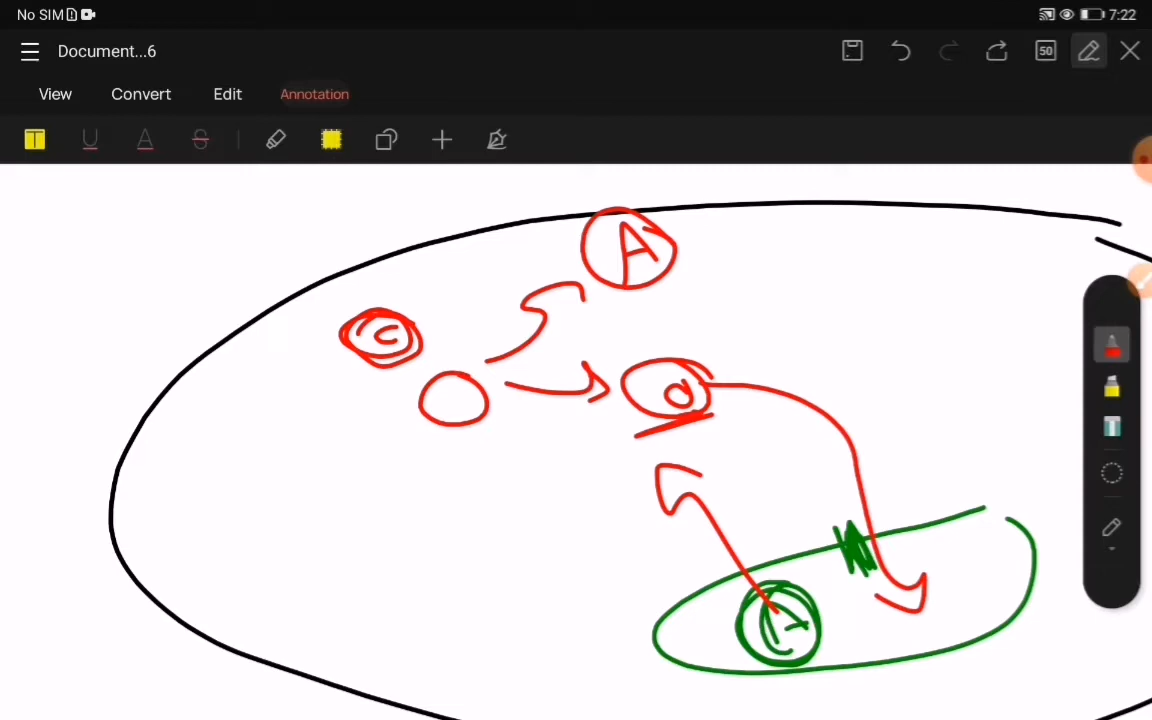 No SIM 7:22
Document...6
50
View Convert Edit Annotation
T U A S
A
C
a